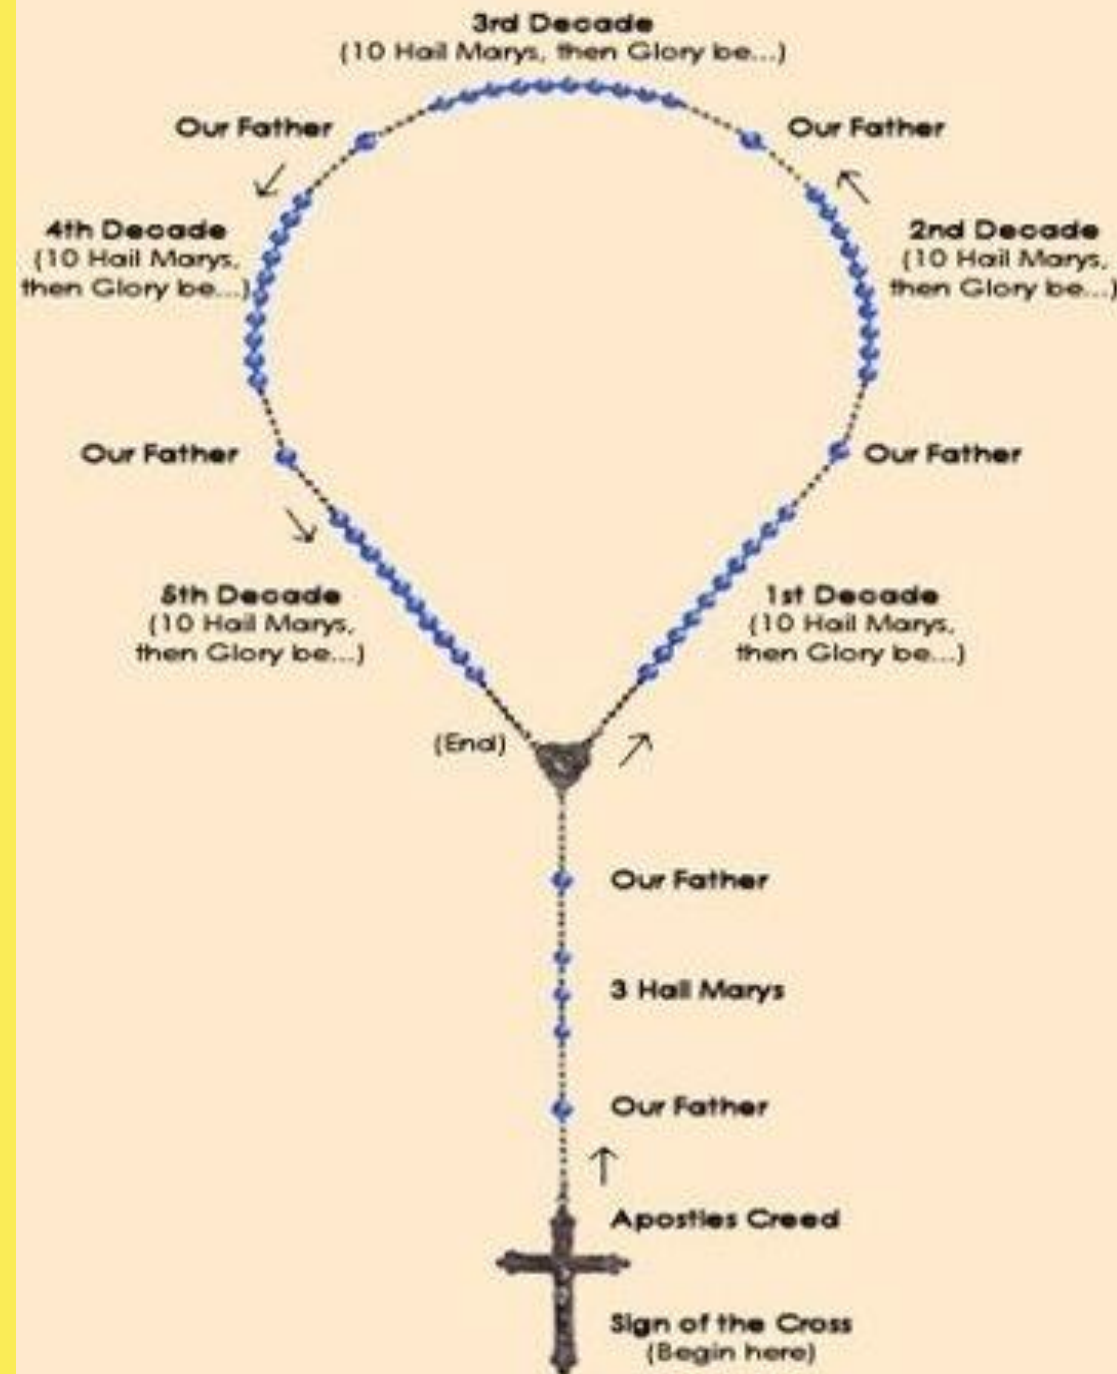 3rd Decade
(10 Hail Marys, then Glory be...)
Our Father
Our Father
4th Decade
(10 Hail Marys,
then Glory be...)
2nd Decade
(10 Hail Marys,
then Glory be...)
Our Father
Our Father
5th Decade
(10 Hail Marys,
then Glory be...)
1st Decade
(10 Hail Marys,
then Glory be...)
(End)
Our Father
3 Hail Marys
Our Father
Apostles Creed
Sign of the Cross
(Begin here)